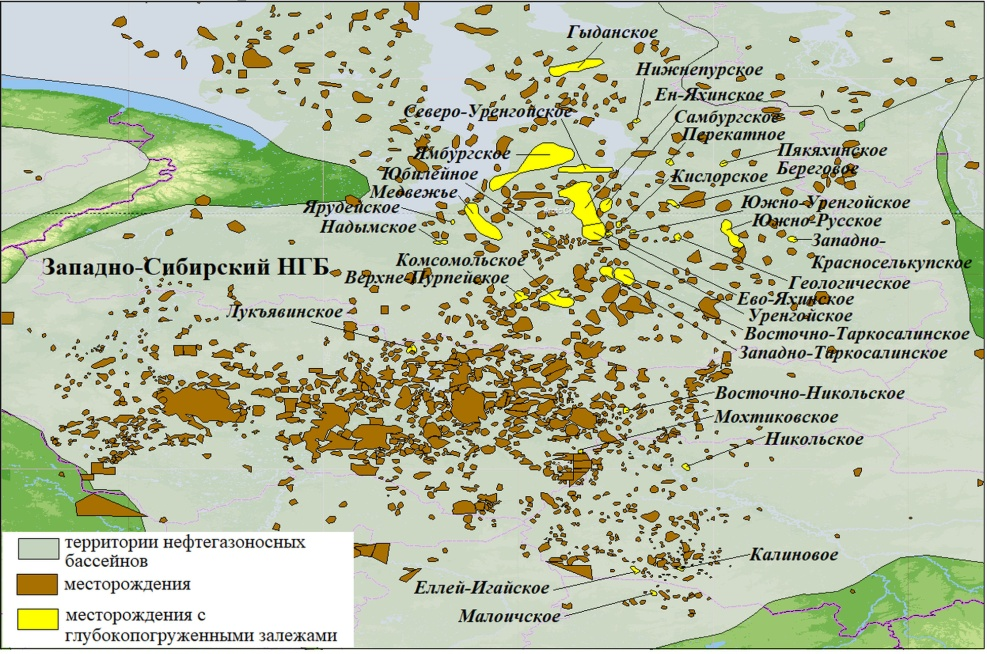 Гыданское
Нижнепурское
Ен-Яхинское
Северо-Уренгойское
Самбургское
Перекатное
Ямбургское
Пякяхинское
Юбилейное
Береговое
Кислорское
Медвежье
Ярудейское
Южно-Уренгойское
Надымское
Южно-Русское
Западно-
Красноселькупское
Западно-Сибирский НГБ
Комсомольское
Верхне-Пурпейское
Геологическое
Ево-Яхинское
Лукъявинское
Уренгойское
Восточно-Таркосалинское
Западно-Таркосалинское
Восточно-Никольское
Мохтиковское
Никольское
Калиновое
Еллей-Игайское
Малоичское
территории нефтегазоносных
бассейнов
месторождения
месторождения с
глубокопогруженными залежами